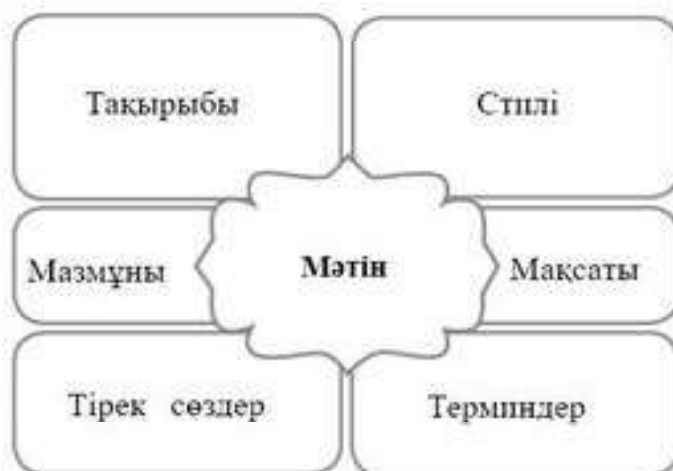 Тақырыбы
Стилі
Мазмұны
Мәтін
Мақсаты
Тірек сөздер
Терминдер